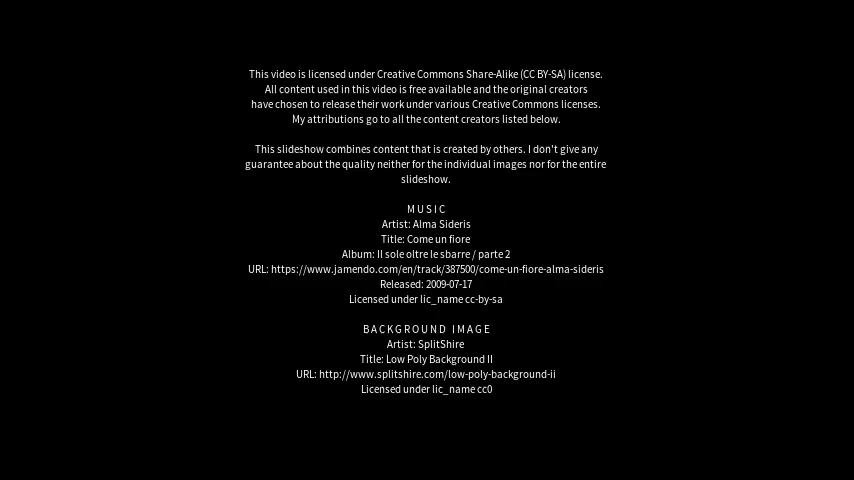 This video is licensed under Creative Commons Share-Alike (CC BY-SA) license.
All content used in this video is free available and the original creators
have chosen to release their work under various Creative Commons licenses.
My attributions go to all the content creators listed below.
This slideshow combines content that is created by others. I don't give any
guarantee about the quality neither for the individual images nor for the entire
slideshow.
MUSIC
Artist: Alma Sideris
Title: Come un fiore
Album: Il sole oltre le sbarre / parte 2
URL: https://www.jamendo.com/en/track/387500/come-un-fiore-alma-sideris
Released: 2009-07-17
Licensed under lic_name cc-by-sa
BACKGROUND IMAGE
Artist: SplitShire
Title: Low Poly Background II
URL: http://www.splitshire.com/low-poly-background-ii
Licensed under lic_name cc0